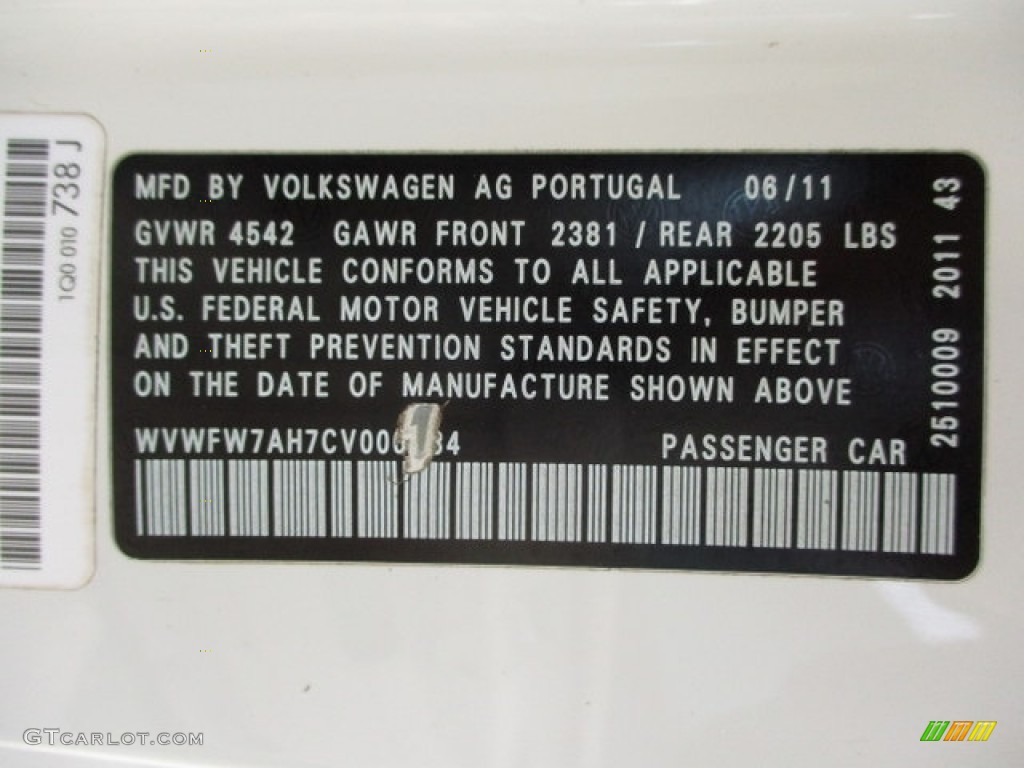 1Q0 010 738 J
MFD BY VOLKSWAGEN AG PORTUGAL 06/11
GVWR 4542 GAWR FRONT 2381 / REAR 2205 LBS
THIS VEHICLE CONFORMS TO ALL APPLICABLE
U.S. FEDERAL MOTOR VEHICLE SAFETY, BUMPER
AND THEFT PREVENTION STANDARDS IN EFFECT
ON THE DATE OF MANUFACTURE SHOWN ABOVE
PASSENGER CAR
2510009 2011 43
GTCARLOT.COM